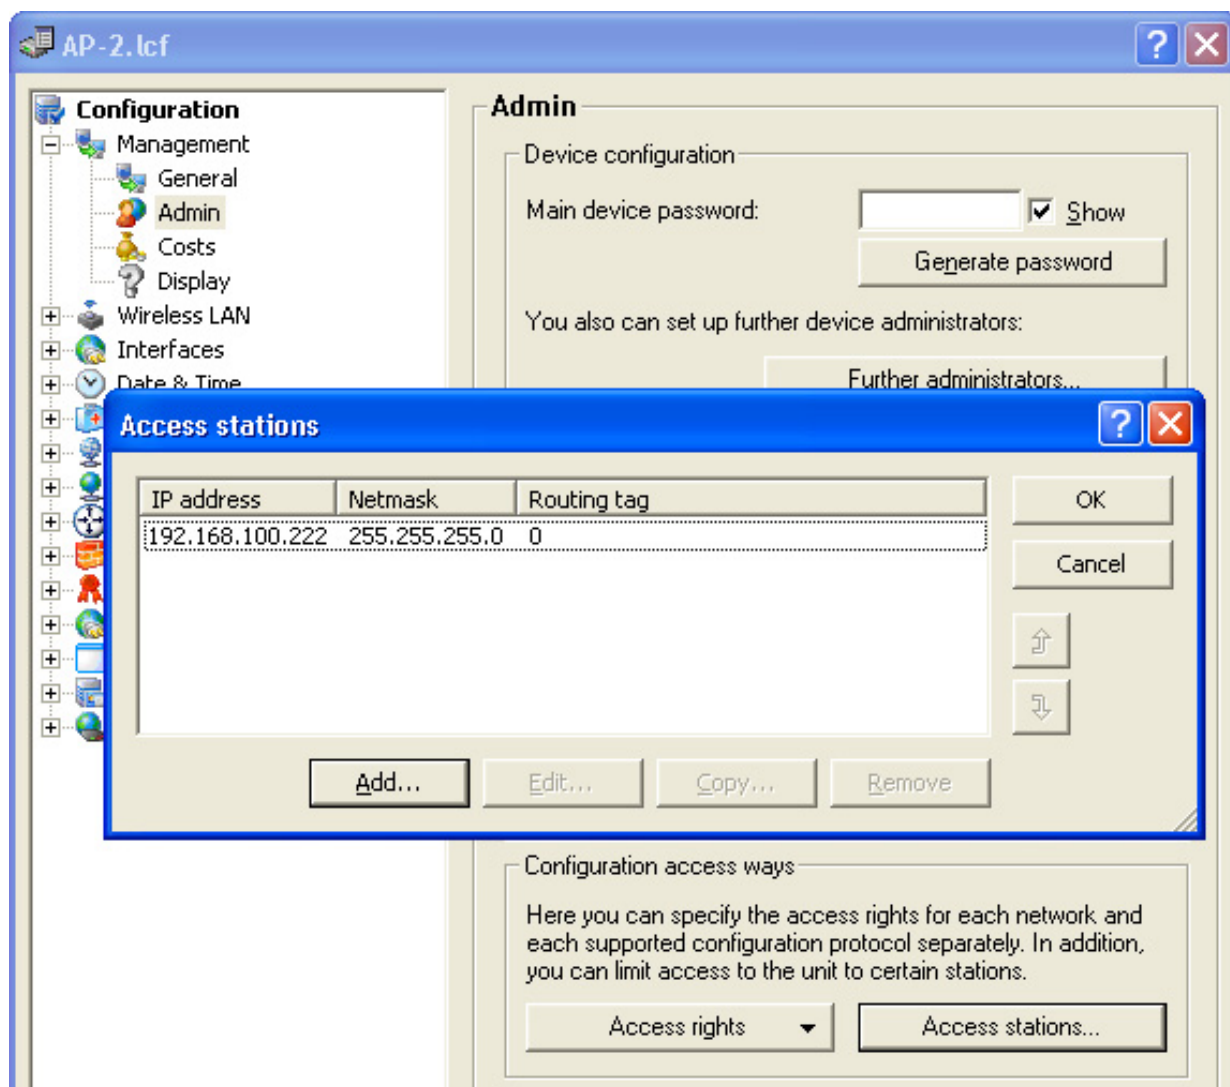 AP-2.lcf
Configuration
Management
General
Admin
Costs
Display
Wireless LAN
Interfaces
Date & Time
Admin
Device configuration
Main device password:
Show
Generate password
You also can set up further device administrators:
Further administrators...
Access stations
IP address Netmask Routing tag
192.168.100.222 255.255.255.0 0
OK
Cancel
Add... Edit... Copy... Remove
Configuration access ways
Here you can specify the access rights for each network and
each supported configuration protocol separately. In addition,
you can limit access to the unit to certain stations.
Access rights Access stations...